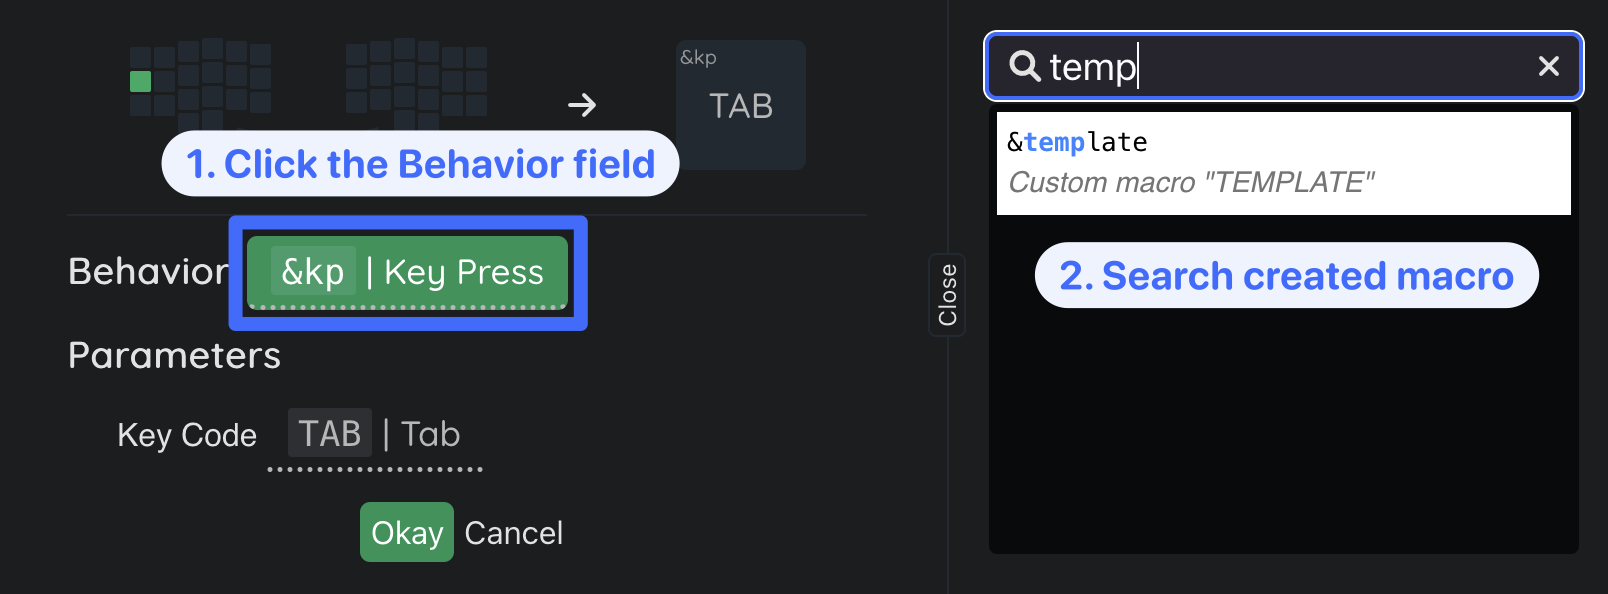 &kp
TAB
1. Click the Behavior field
Behavior
&kp | Key Press
Parameters
Key Code TAB | Tab
Okay Cancel
Close
temp
&template
Custom macro "TEMPLATE"
2. Search created macro